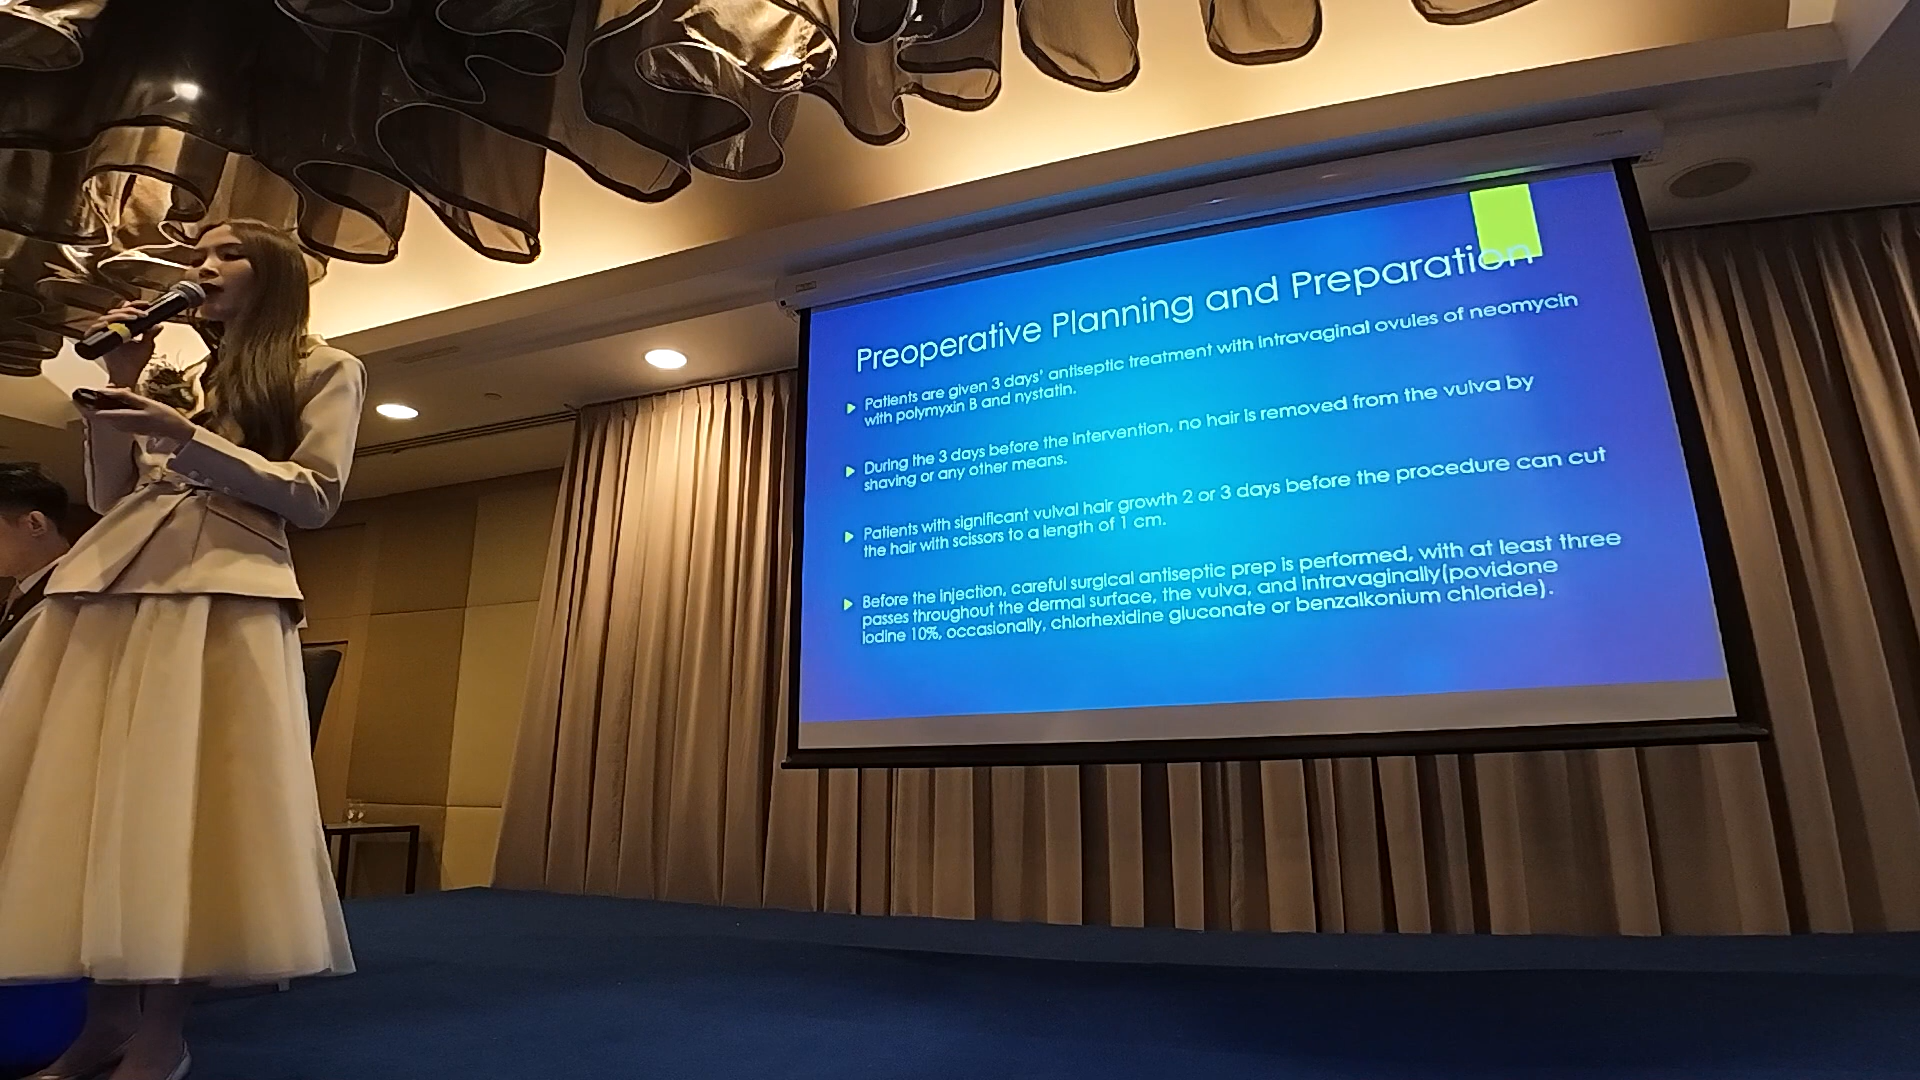 Preoperative Planning and Preparation
Patients are given 3 days' antiseptic treatment with intravaginal ovules of neomycin
with polymyxin B and nystatin.
During the 3 days before the intervention, no hair is removed from the vulva by
shaving or any other means.
Patients with significant vulval hair growth 2 or 3 days before the procedure can cut
the hair with scissors to a length of 1 cm.
Before the injection, careful surgical antiseptic prep is performed, with at least three
passes throughout the dermal surface, the vulva, and intravaginally(povidone
iodine 10%, occasionally, chlorhexidine gluconate or benzalkonium chloride).